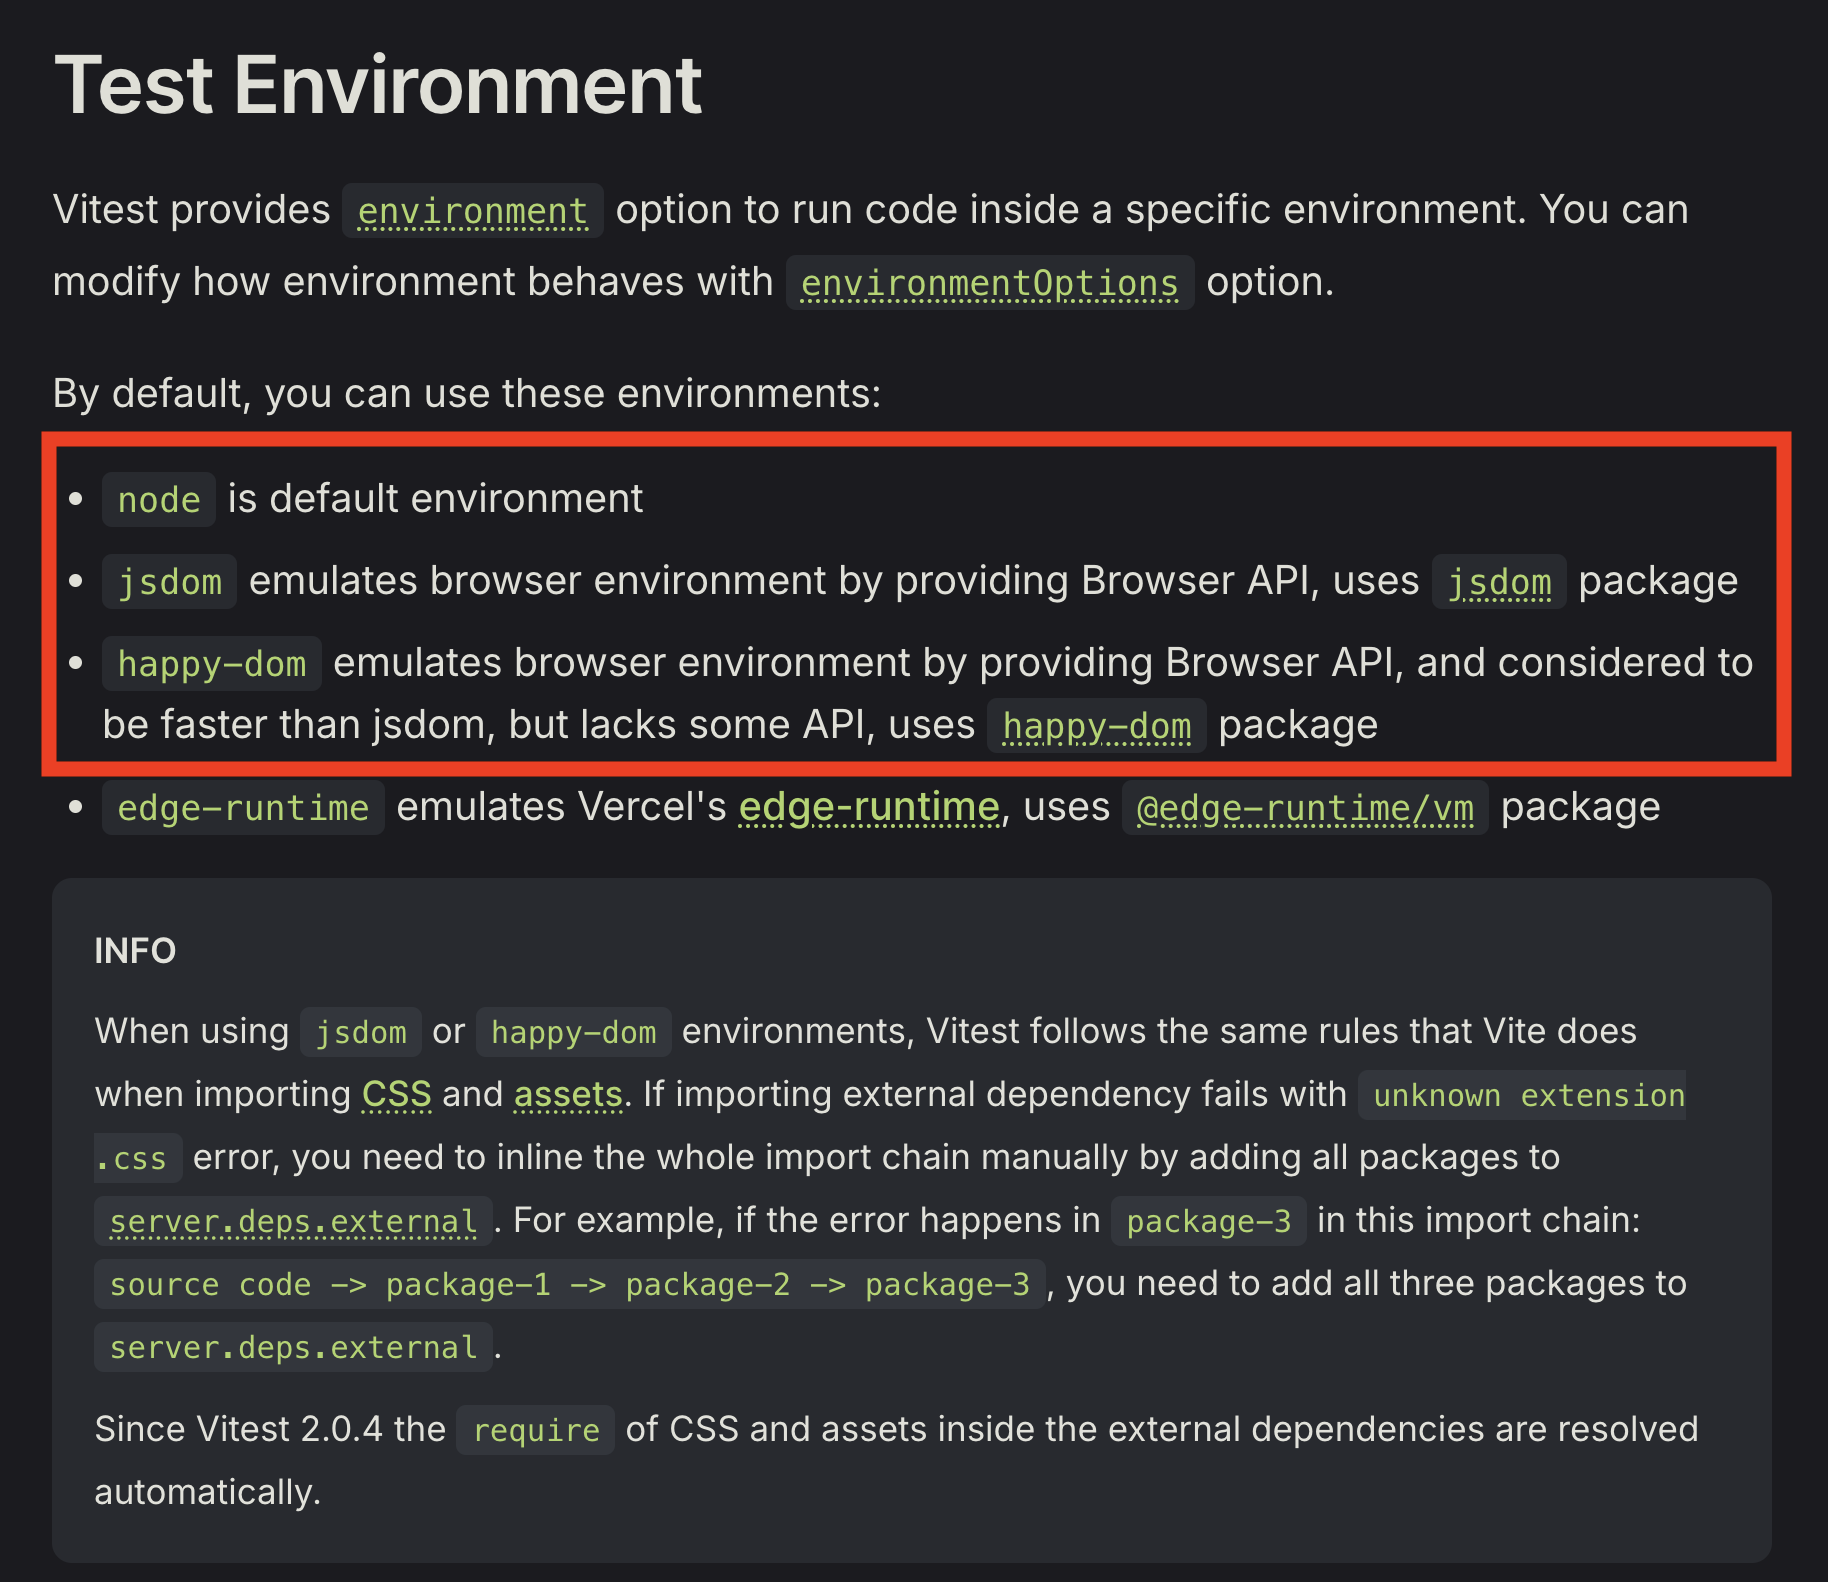 Test Environment
Vitest provides environment option to run code inside a specific environment. You can
modify how environment behaves with environmentOptions option.
By default, you can use these environments:
• node is default environment
• jsdom emulates browser environment by providing Browser API, uses jsdom package
• happy-dom emulates browser environment by providing Browser API, and considered to
be faster than jsdom, but lacks some API, uses happy-dom package
• edge-runtime emulates Vercel's edge-runtime, uses @edge-runtime/vm package
INFO
When using jsdom or happy-dom environments, Vitest follows the same rules that Vite does
when importing CSS and assets. If importing external dependency fails with unknown extension
.css error, you need to inline the whole import chain manually by adding all packages to
server.deps.external. For example, if the error happens in package-3 in this import chain:
source code -> package-1 -> package-2 -> package-3, you need to add all three packages to
server.deps.external.
Since Vitest 2.0.4 the require of CSS and assets inside the external dependencies are resolved
automatically.